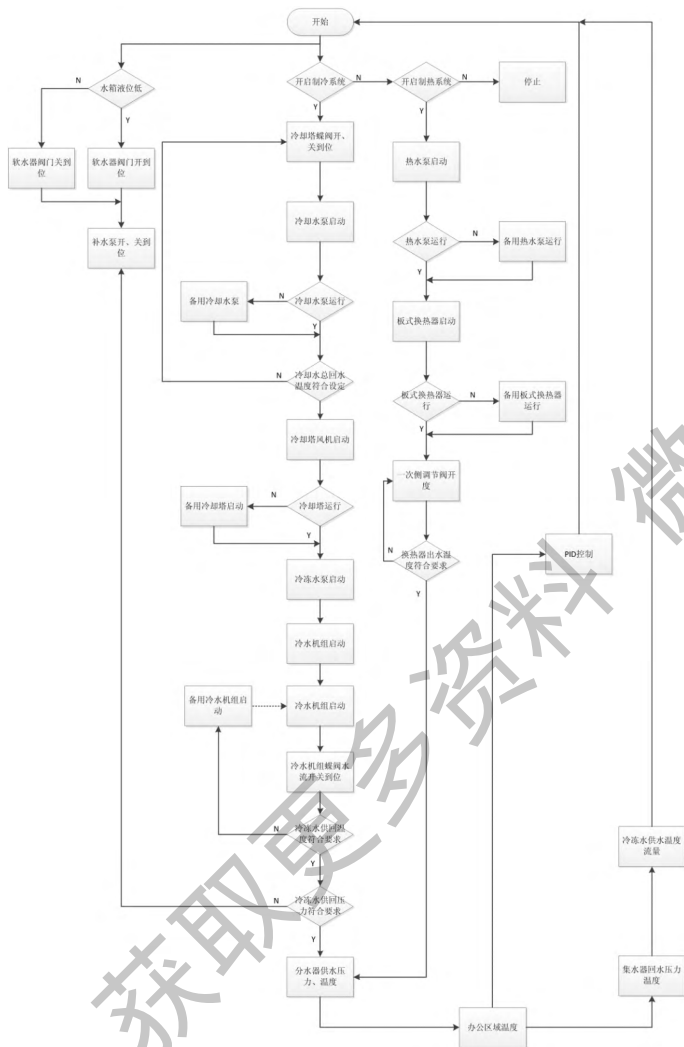 开始
N
水箱液位低
Y
软水器阀门关到
位
软水器阀门开到
位
补水泵开、关到
位
开启制冷系统
N
开启制热系统
N
停止
Y
Y
冷却塔蝶阀开、
关到位
热水泵启动
冷却水泵启动
热水泵运行
N
备用热水泵运行
Y
备用冷却水泵
N
冷却水泵运行
Y
板式换热器启动
N
冷却水总回水
温度符合设定
板式换热器运
行
N
备用板式换热器
运行
Y
Y
冷却塔风机启动
一次侧调节阀开
度
备用冷却塔启动
N
冷却塔运行
Y
N
换热器出水温
度符合要求
Y
PID控制
冷冻水泵启动
冷水机组启动
备用冷水机组启
动
冷水机组启动
冷水机组蝶阀水
流开关到位
N
冷冻水供回温
度符合要求
Y
冷冻水供水温度
流量
N
冷冻水供回压
力符合要求
Y
分水器供水压
力、温度
集水器回水压力
温度
办公区域温度
获取更多资料 微